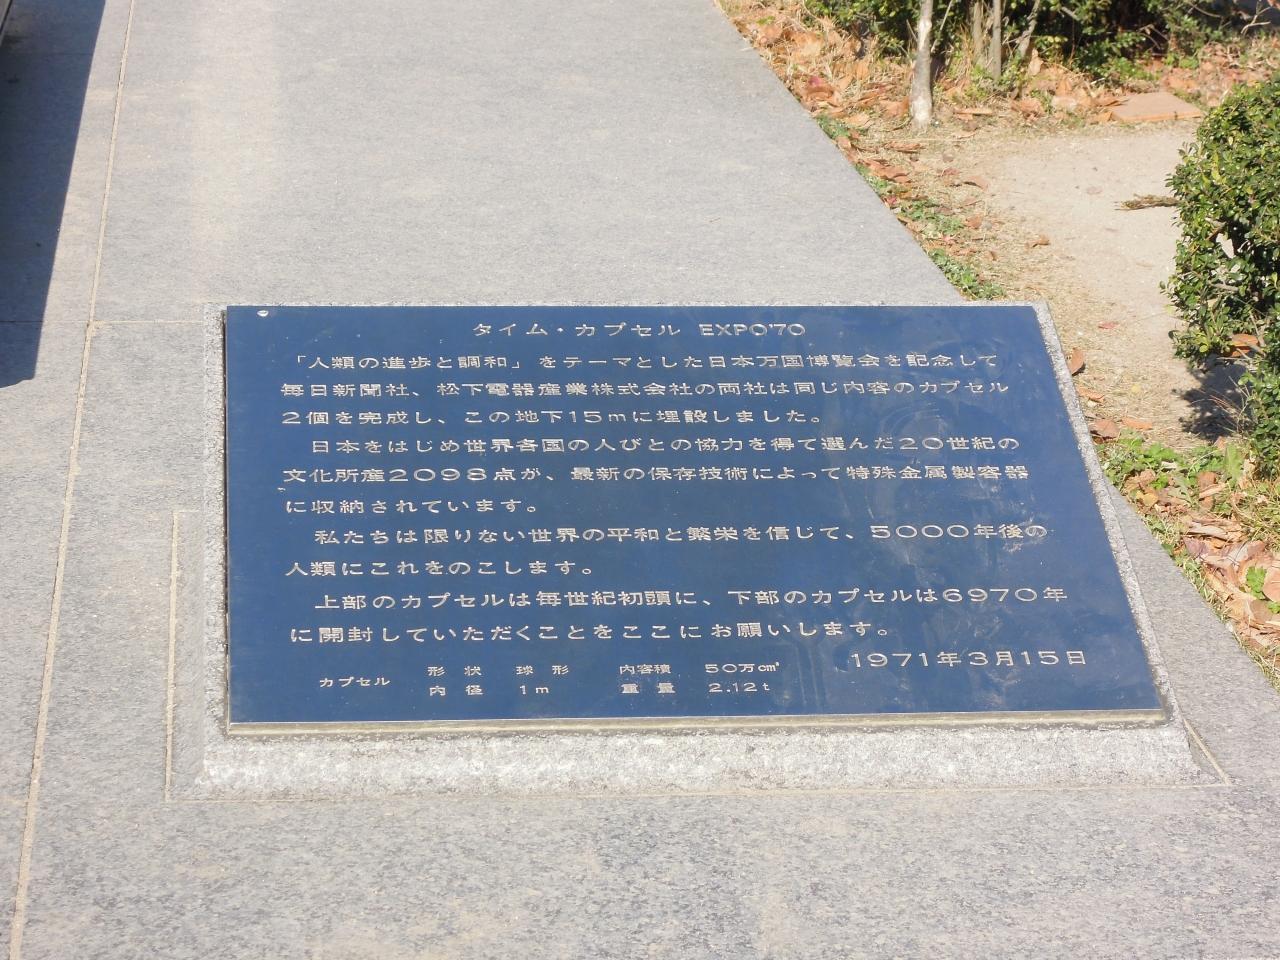 タイム・カプセル EXPO'70
「人類の進歩と調和」をテーマとした日本万国博覧会を記念して
毎日新聞社、松下電器産業株式会社の両社は同じ内容のカプセル
2個を完成し、この地下15mに埋設しました。
日本をはじめ世界各国の人びとの協力を得て選んだ20世紀の
文化所産2098点が、最新の保存技術によって特殊金属製容器
に収納されています。
私たちは限りない世界の平和と繁栄を信じて、5000年後の
人類にこれをのこします。
上部のカプセルは毎世紀初頭に、下部のカプセルは6970年
に開封していただくことをここにお願いします。
1971年3月15日
カプセル 形状 球形 内容積 50万cm³
内径 1m 重量 2.12t